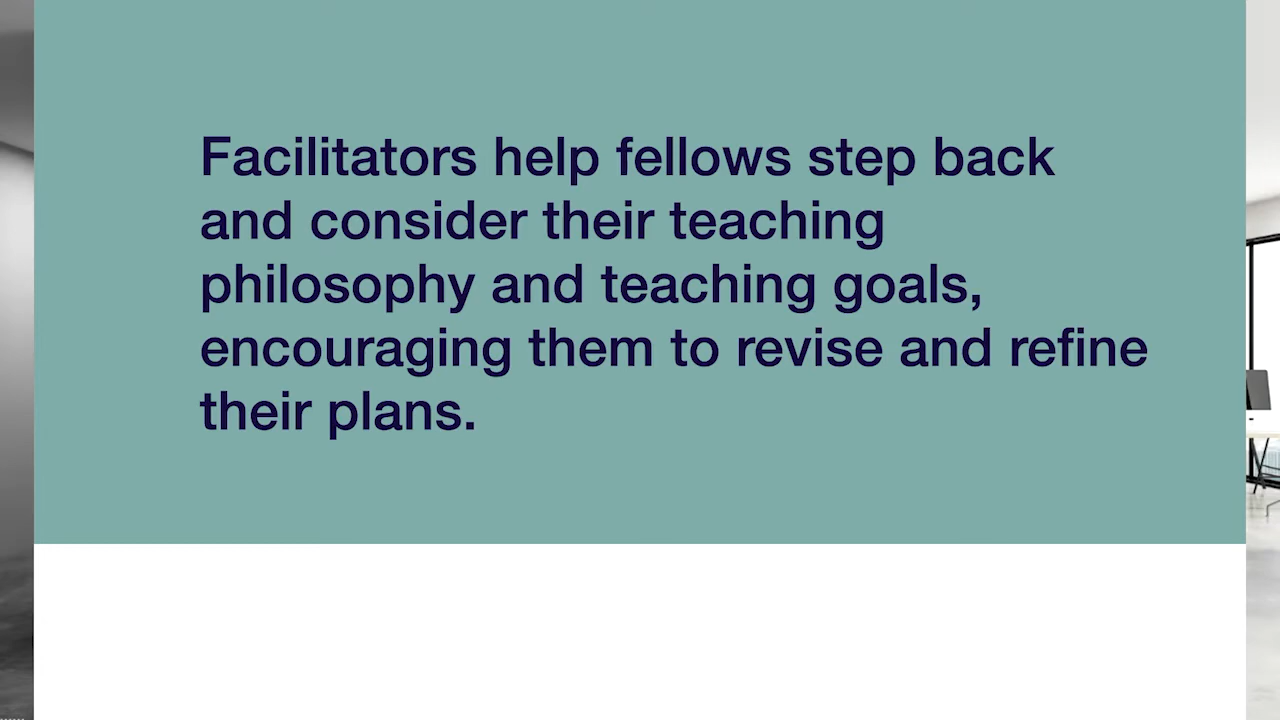 Facilitators help fellows step back
and consider their teaching
philosophy and teaching goals,
encouraging them to revise and refine
their plans.